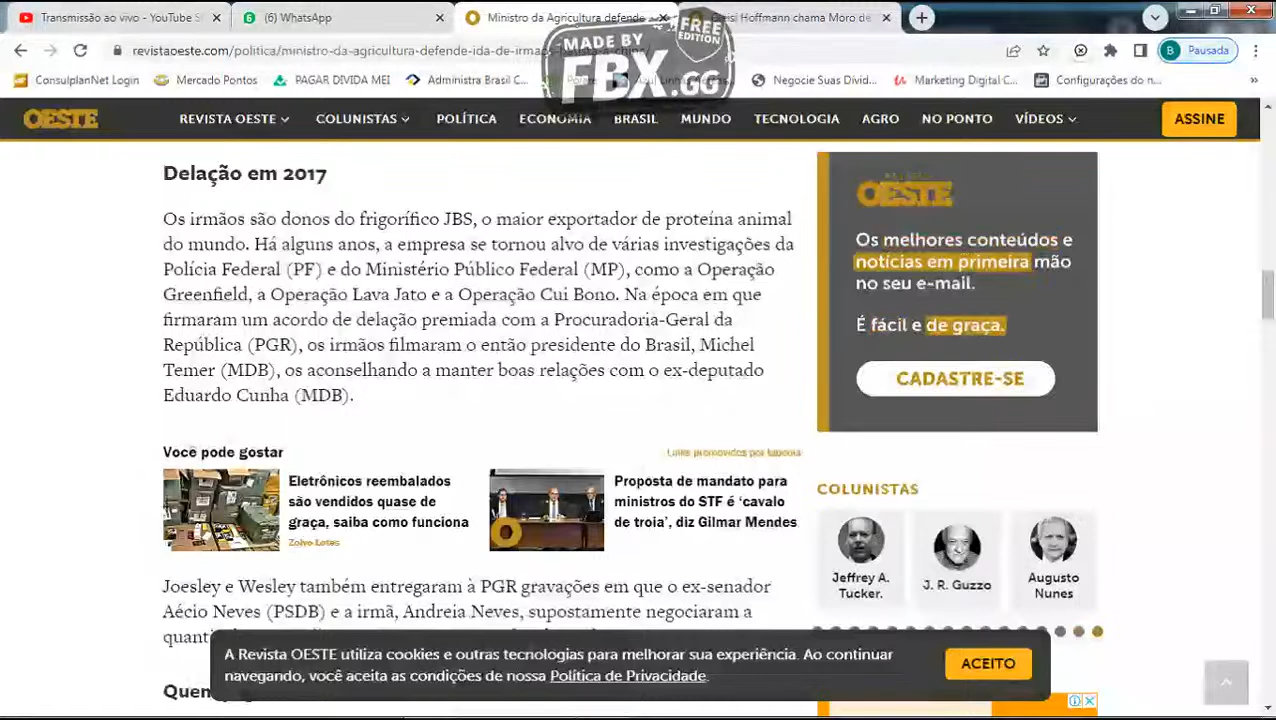 Transmissão ao vivo - YouTube S
(6) WhatsApp
Ministro da Agricultura defende
Hoffmann chama Moro de
MADE BY
FBX.GG
FREE
EDITION
revistaoeste.com/politica/ministro-da-agricultura-defende-ida-de-irmaos-
Pausada
B
ConsulplanNet Login
Mercado Pontos
PAGAR DIVIDA MEI
Administra Brasil C...
Negocie Suas Dívid...
Marketing Digital C...
Configurações do n...
OESTE
REVISTA OESTE
COLUNISTAS
POLÍTICA
ECONOMIA
BRASIL
MUNDO
TECNOLOGIA
AGRO
NO PONTO
VÍDEOS
ASSINE
Delação em 2017
Os irmãos são donos do frigorífico JBS, o maior exportador de proteína animal
do mundo. Há alguns anos, a empresa se tornou alvo de várias investigações da
Polícia Federal (PF) e do Ministério Público Federal (MP), como a Operação
Greenfield, a Operação Lava Jato e a Operação Cui Bono. Na época em que
firmaram um acordo de delação premiada com a Procuradoria-Geral da
República (PGR), os irmãos filmaram o então presidente do Brasil, Michel
Temer (MDB), os aconselhando a manter boas relações com o ex-deputado
Eduardo Cunha (MDB).
Você pode gostar
Links promovidos por taboola
Eletrônicos reembalados
são vendidos quase de
graça, saiba como funciona
Zolvo Lotes
Proposta de mandato para
ministros do STF é ‘cavalo
de troia’, diz Gilmar Mendes
Joesley e Wesley também entregaram à PGR gravações em que o ex-senador
Aécio Neves (PSDB) e a irmã, Andreia Neves, supostamente negociaram a
OESTE
Os melhores conteúdos e
notícias em primeira mão
no seu e-mail.
É fácil e de graça.
CADASTRE-SE
COLUNISTAS
Jeffrey A.
Tucker.
J. R. Guzzo
Augusto
Nunes
A Revista OESTE utiliza cookies e outras tecnologias para melhorar sua experiência. Ao continuar
navegando, você aceita as condições de nossa Política de Privacidade.
ACEITO